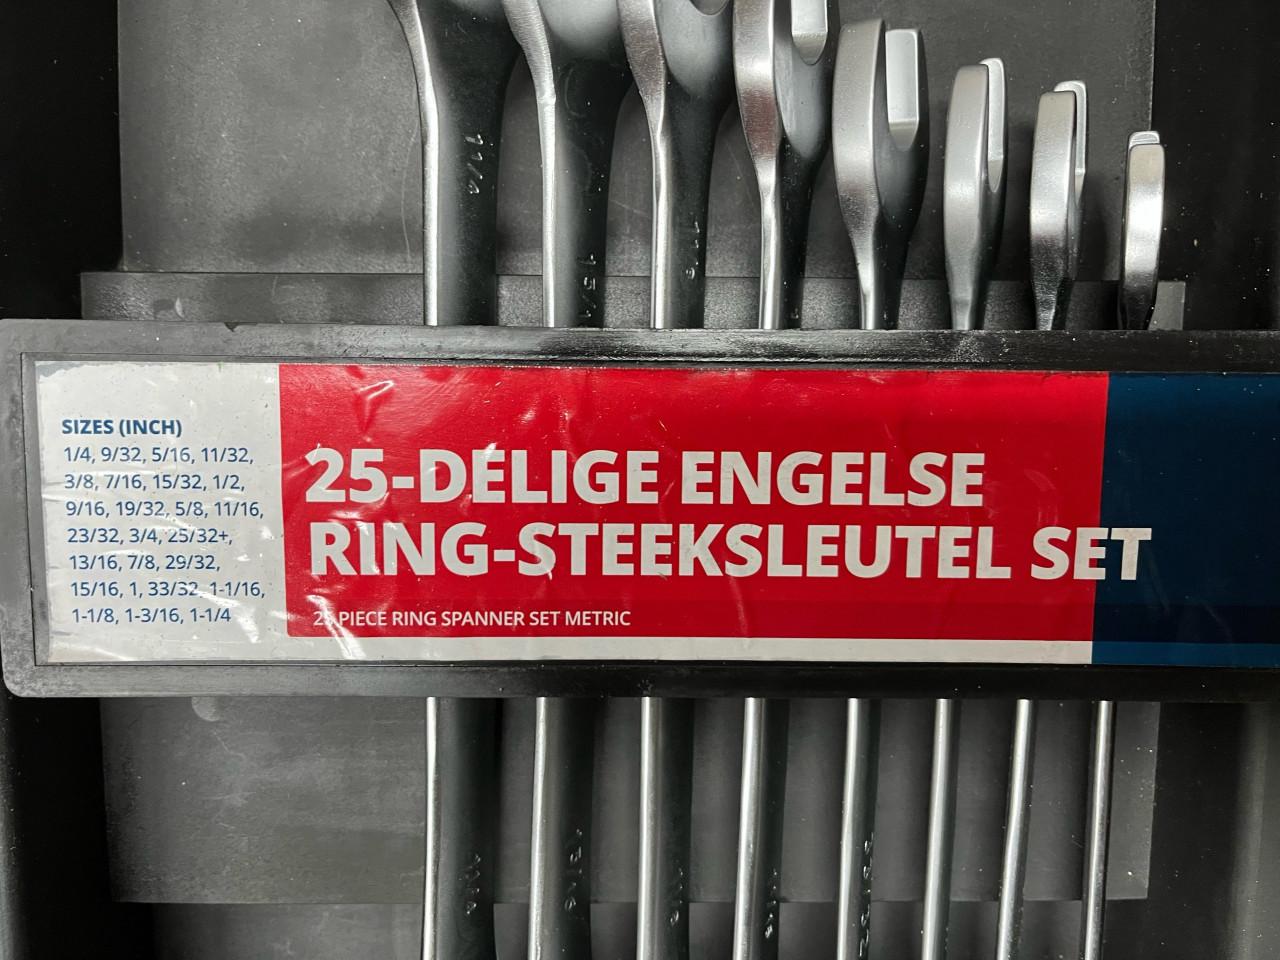 11/4
SIZES (INCH)
1/4, 9/32, 5/16, 11/32,
3/8, 7/16, 15/32, 1/2,
9/16, 19/32, 5/8, 11/16,
23/32, 3/4, 25/32+,
13/16, 7/8, 29/32,
15/16, 1, 33/32, 1-1/16,
1-1/8, 1-3/16, 1-1/4
25-DELIGE ENGELSE
RING-STEEKSLEUTEL SET
25 PIECE RING SPANNER SET METRIC